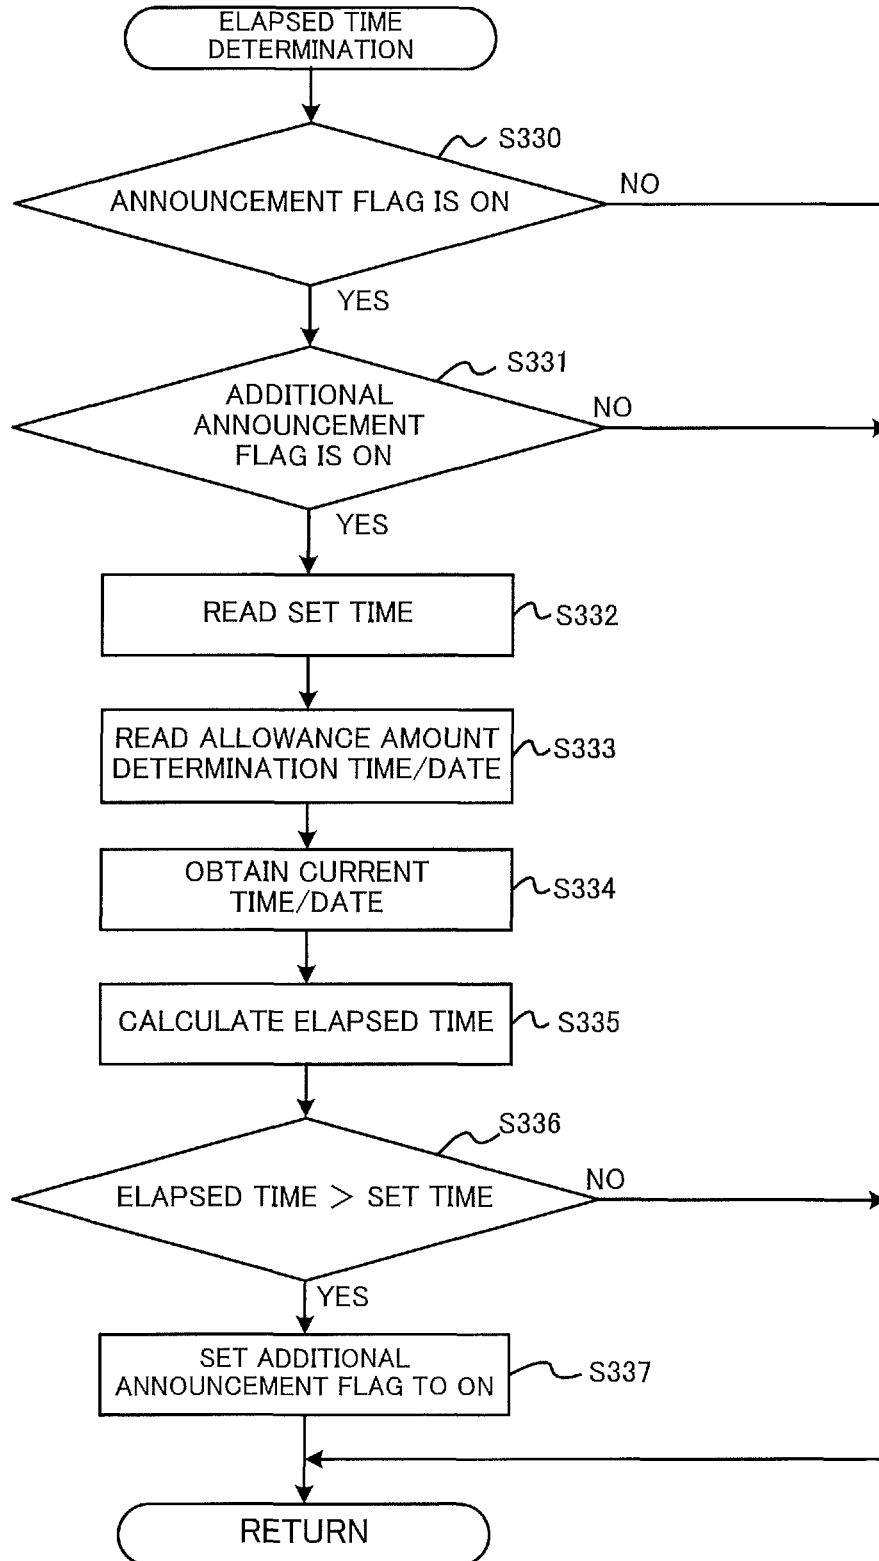 ELAPSED TIME
DETERMINATION
S330
ANNOUNCEMENT FLAG IS ON
NO
YES
S331
ADDITIONAL
ANNOUNCEMENT
FLAG IS ON
NO
YES
READ SET TIME
S332
READ ALLOWANCE AMOUNT
DETERMINATION TIME/DATE
S333
OBTAIN CURRENT
TIME/DATE
S334
CALCULATE ELAPSED TIME
S335
S336
ELAPSED TIME > SET TIME
NO
YES
SET ADDITIONAL
ANNOUNCEMENT FLAG TO ON
S337
RETURN